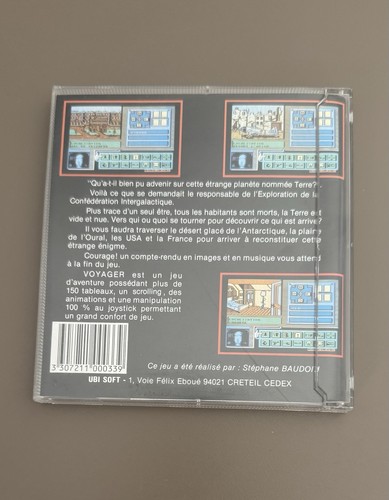 "Qu'a-t-il bien pu advenir sur cette étrange planète nommée Terre?".
Voilà ce que se demandait le responsable de l'Exploration de la
Confédération Intergalactique.
Plus trace d'un seul être, tous les habitants sont morts, la Terre est
vide et nue. Vers qui ou quoi se tourner pour découvrir ce qui est arrivé?
Il vous faudra traverser le désert glacé de l'Antarctique, la plaine
de l'Oural, les USA et la France pour arriver à reconstituer cette
étrange énigme.
Courage! un compte-rendu en images et en musique vous attend
à la fin du jeu.
VOYAGER est un jeu
d'aventure possédant plus de
150 tableaux, un scrolling, des
animations et une manipulation
100 % au joystick permettant
un grand confort de jeu.
3 307211 000339
Ce jeu a été réalisé par : Stéphane BAUDOIN
UBI SOFT - 1, Voie Félix Eboué 94021 CRETEIL CEDEX